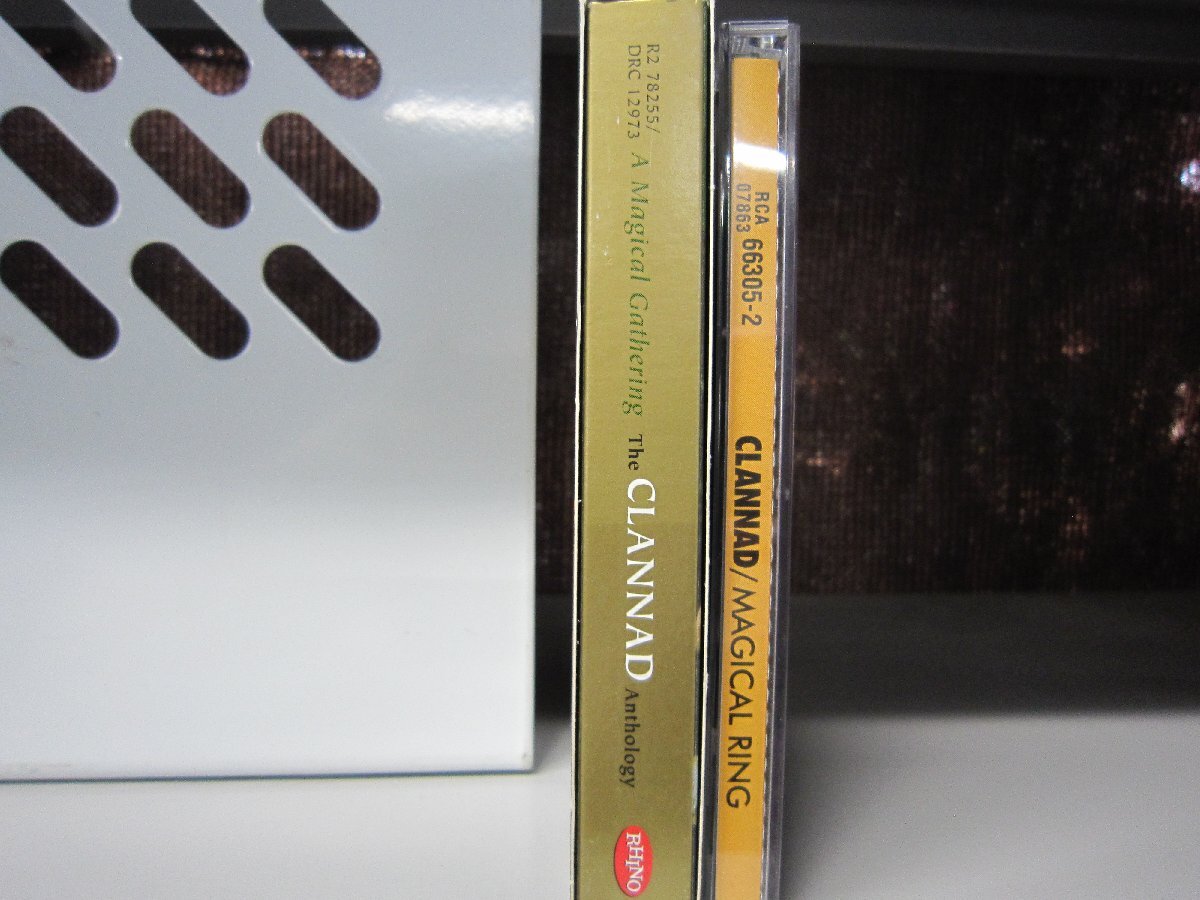 R2 78255/
DRC 12973
A Magical Gathering The CLANNAD Anthology
RHINO
RCA
07863 66305-2
CLANNAD/MAGICAL RING